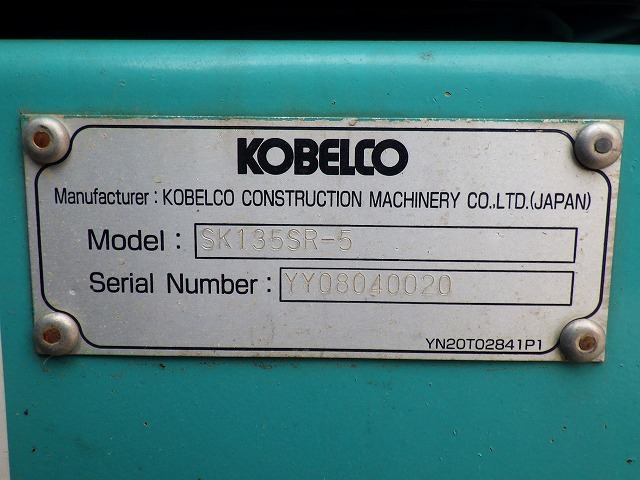 KOBELCO
Manufacturer : KOBELCO CONSTRUCTION MACHINERY CO.,LTD.(JAPAN)
Model : SK135SR-5
Serial Number : YY08040020
YN20T02841P1